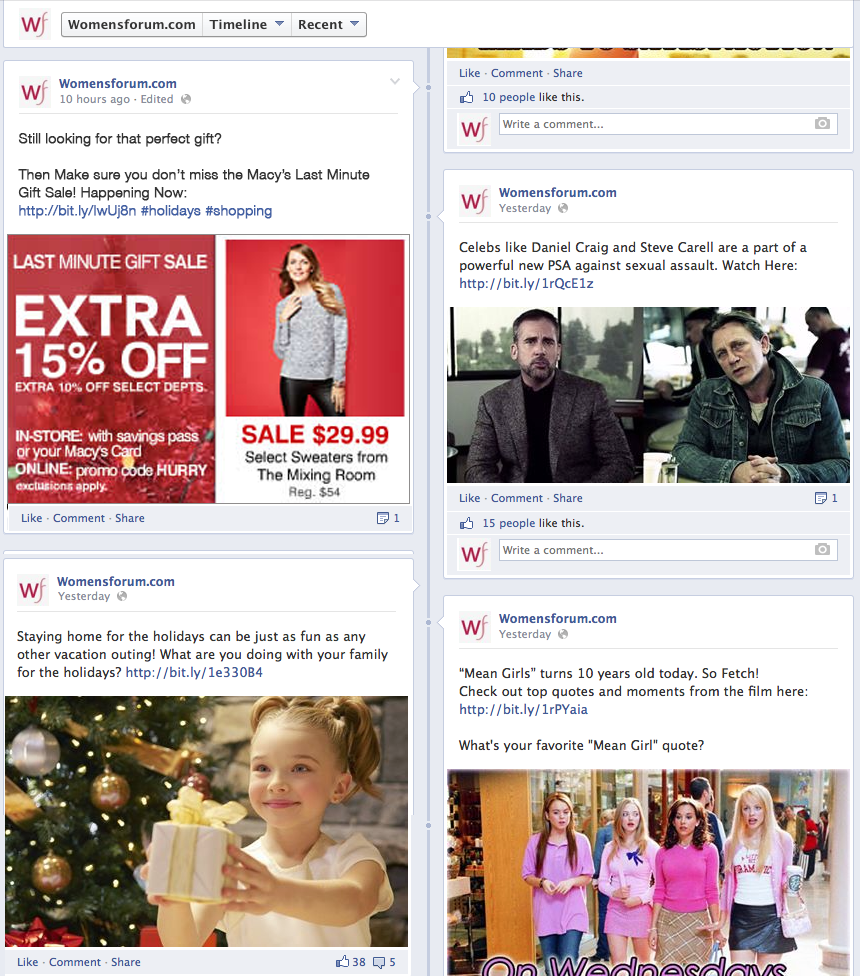 Wf
Womensforum.com
Timeline
Recent
Wf
Womensforum.com
10 hours ago · Edited
Still looking for that perfect gift?
Then Make sure you don't miss the Macy's Last Minute
Gift Sale! Happening Now:
http://bit.ly/lwUj8n #holidays #shopping
LAST MINUTE GIFT SALE
EXTRA
15% OFF
EXTRA 10% OFF SELECT DEPTS.
IN-STORE: with savings pass
or your Macy's Card
ONLINE: promo code HURRY
exclusions apply.
SALE $29.99
Select Sweaters from
The Mixing Room
Reg. $54
Like · Comment · Share
1
Wf
Womensforum.com
Yesterday
Staying home for the holidays can be just as fun as any
other vacation outing! What are you doing with your family
for the holidays? http://bit.ly/1e330B4
Like · Comment · Share
38
5
Like · Comment · Share
10 people like this.
Wf
Write a comment...
Wf
Womensforum.com
Yesterday
Celebs like Daniel Craig and Steve Carell are a part of a
powerful new PSA against sexual assault. Watch Here:
http://bit.ly/1rQcE1z
Like · Comment · Share
1
15 people like this.
Wf
Write a comment...
Wf
Womensforum.com
Yesterday
"Mean Girls" turns 10 years old today. So Fetch!
Check out top quotes and moments from the film here:
http://bit.ly/1rPYaia
What's your favorite "Mean Girl" quote?
On Wednesdays